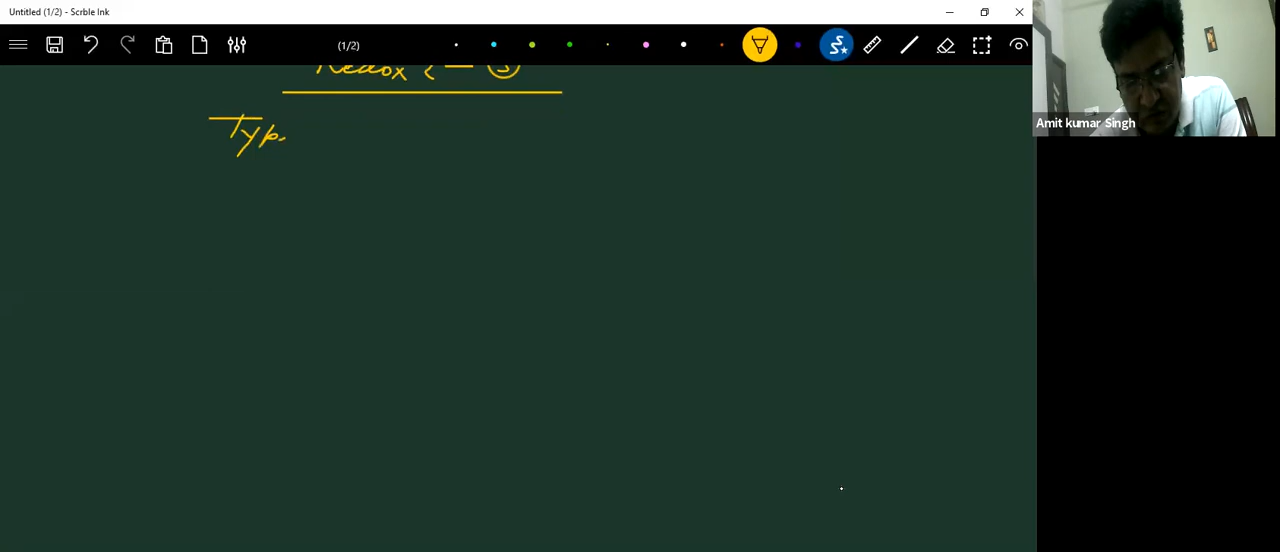 Untitled (1/2) - Scrble Ink
(1/2)
Redox
Typ
Amit kumar Singh